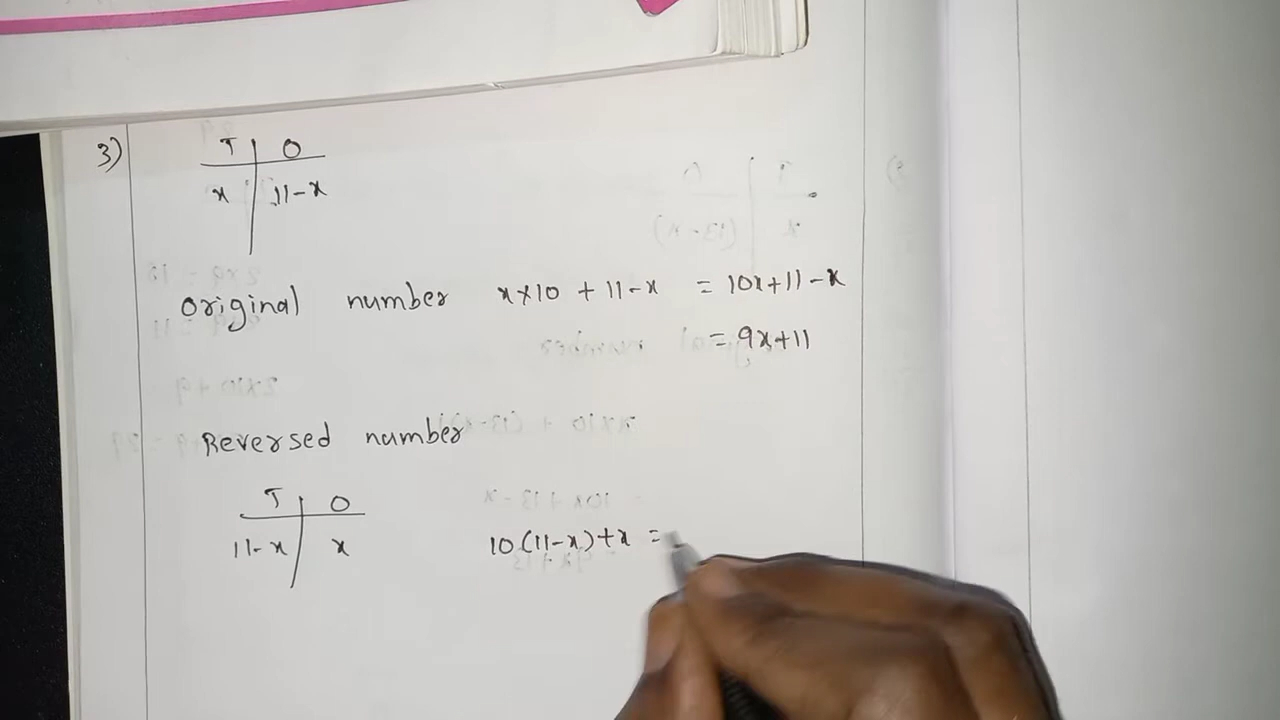 3)
T | O
x | 11-x
Original number x×10 + 11-x = 10x+11-x
= 9x+11
Reversed number
T | O
11-x | x
10(11-x)+x =